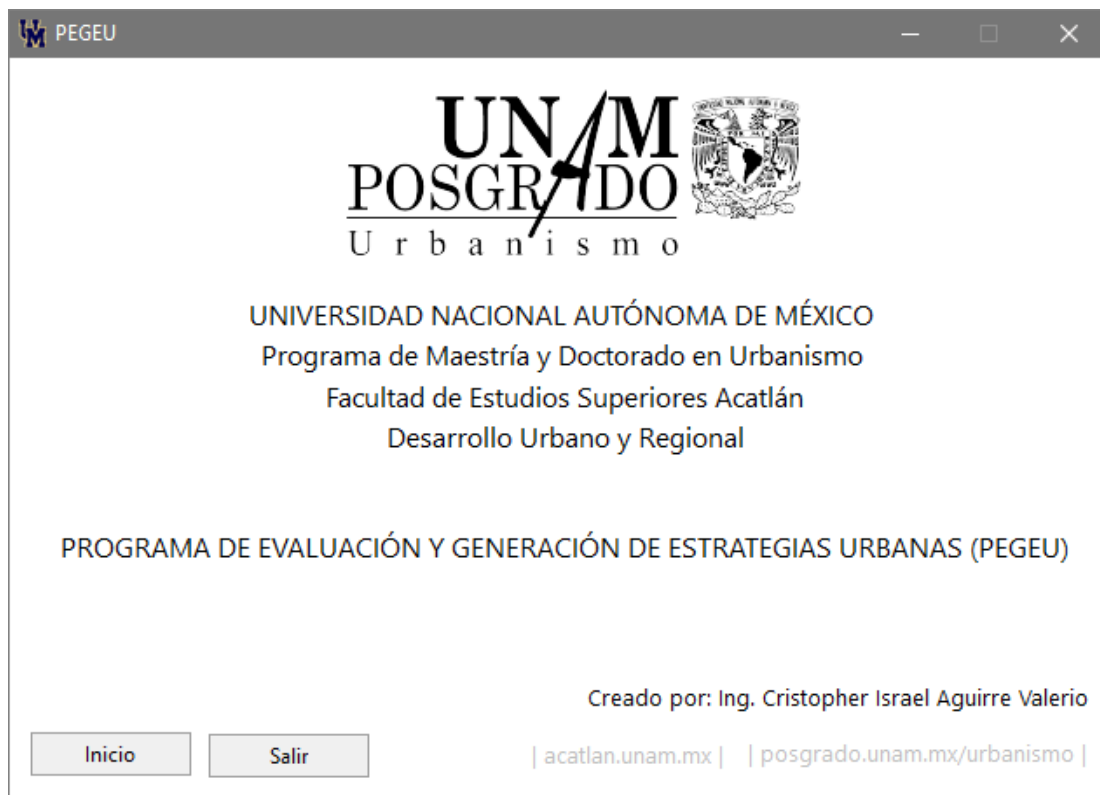 PEGEU
UNAM
POSGRADO
Urbanismo
UNIVERSIDAD NACIONAL AUTÓNOMA DE MÉXICO
Programa de Maestría y Doctorado en Urbanismo
Facultad de Estudios Superiores Acatlán
Desarrollo Urbano y Regional
PROGRAMA DE EVALUACIÓN Y GENERACIÓN DE ESTRATEGIAS URBANAS (PEGEU)
Creado por: Ing. Cristopher Israel Aguirre Valerio
Inicio Salir | acatlan.unam.mx | | posgrado.unam.mx/urbanismo |